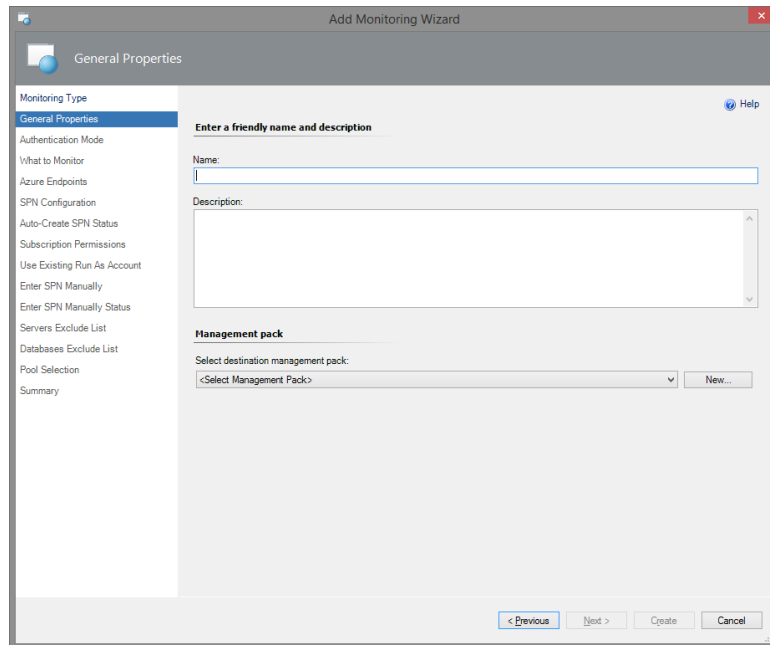 Add Monitoring Wizard
General Properties
Monitoring Type
General Properties
Authentication Mode
What to Monitor
Azure Endpoints
SPN Configuration
Auto-Create SPN Status
Subscription Permissions
Use Existing Run As Account
Enter SPN Manually
Enter SPN Manually Status
Servers Exclude List
Databases Exclude List
Pool Selection
Summary
Help
Enter a friendly name and description
Name:
Description:
Management pack
Select destination management pack:
<Select Management Pack> New...
< Previous Next > Create Cancel